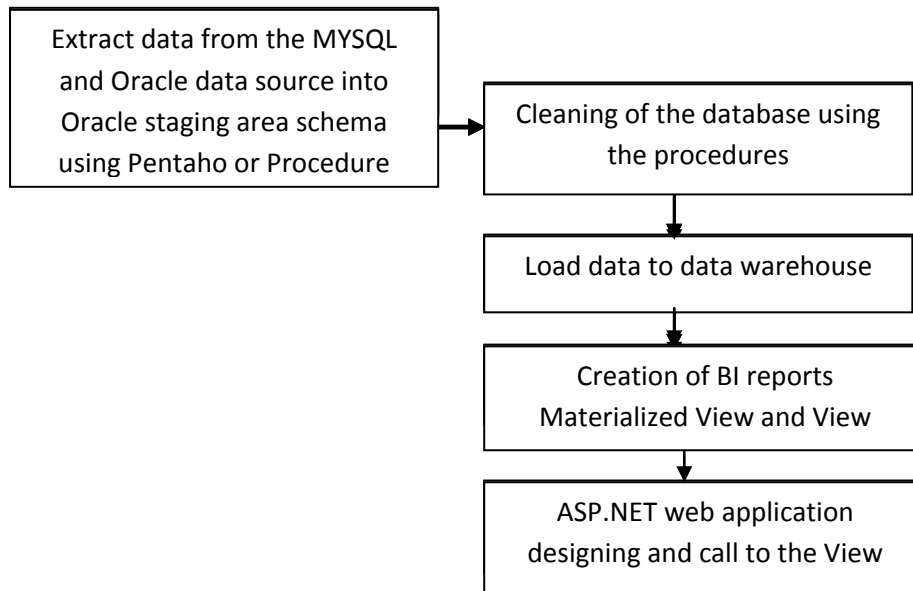 Extract data from the MYSQL
and Oracle data source into
Oracle staging area schema
using Pentaho or Procedure
Cleaning of the database using
the procedures
Load data to data warehouse
Creation of BI reports
Materialized View and View
ASP.NET web application
designing and call to the View